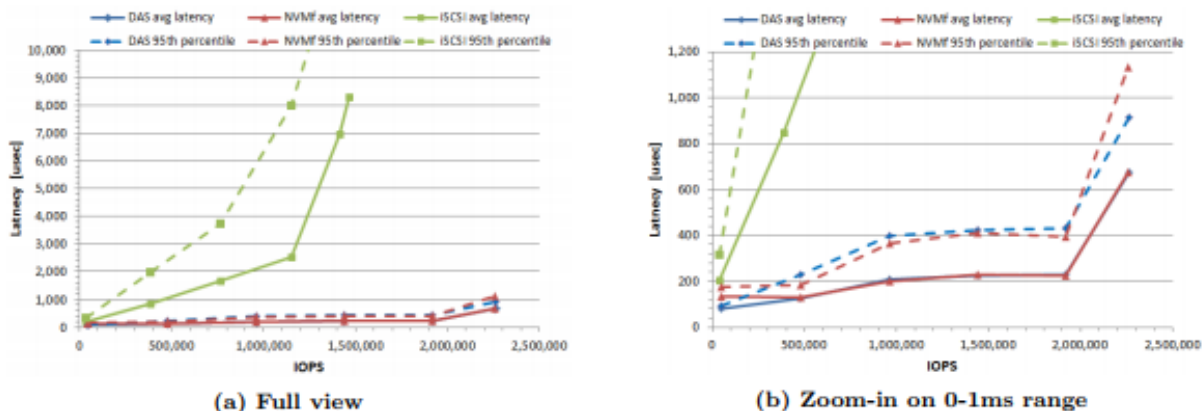 DAS avg latency NVMf avg latency iSCSI avg latency
DAS 95th percentile NVMf 95th percentile iSCSI 95th percentile
10,000
9,000
8,000
7,000
6,000
5,000
4,000
3,000
2,000
1,000
0
Latnecy [usec]
0 500,000 1,000,000 1,500,000 2,000,000 2,500,000
IOPS
(a) Full view
DAS avg latency NVMf avg latency iSCSI avg latency
DAS 95th percentile NVMf 95th percentile iSCSI 95th percentile
1,200
1,000
800
600
400
200
0
Latnecy [usec]
0 500,000 1,000,000 1,500,000 2,000,000 2,500,000
IOPS
(b) Zoom-in on 0-1ms range